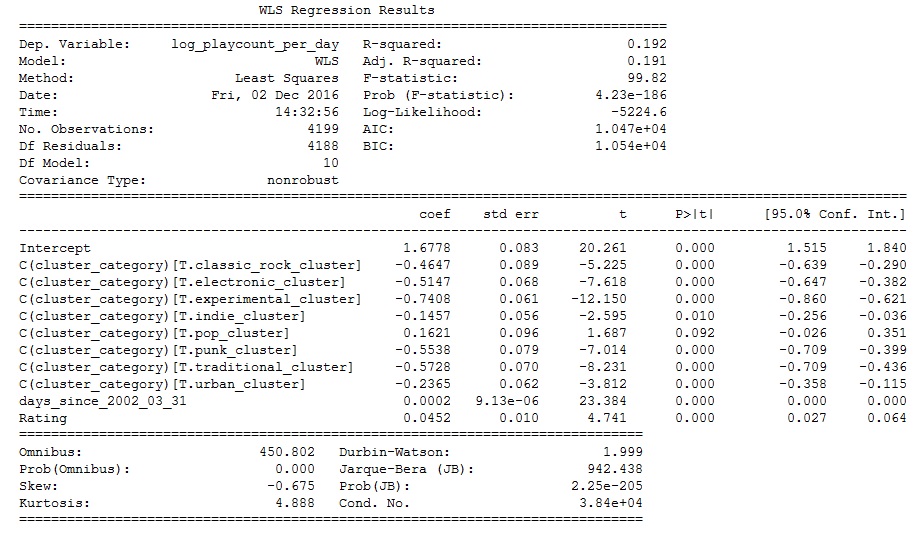 WLS Regression Results
==============================================================================
Dep. Variable: log_playcount_per_day R-squared: 0.192
Model: WLS Adj. R-squared: 0.191
Method: Least Squares F-statistic: 99.82
Date: Fri, 02 Dec 2016 Prob (F-statistic): 4.23e-186
Time: 14:32:56 Log-Likelihood: -5224.6
No. Observations: 4199 AIC: 1.047e+04
Df Residuals: 4188 BIC: 1.054e+04
Df Model: 10
Covariance Type: nonrobust
==============================================================================
coef std err t P>|t| [95.0% Conf. Int.]
------------------------------------------------------------------------------
Intercept 1.6778 0.083 20.261 0.000 1.515 1.840
C(cluster_category)[T.classic_rock_cluster] -0.4647 0.089 -5.225 0.000 -0.639 -0.290
C(cluster_category)[T.electronic_cluster] -0.5147 0.068 -7.618 0.000 -0.647 -0.382
C(cluster_category)[T.experimental_cluster] -0.7408 0.061 -12.150 0.000 -0.860 -0.621
C(cluster_category)[T.indie_cluster] -0.1457 0.056 -2.595 0.010 -0.256 -0.036
C(cluster_category)[T.pop_cluster] 0.1621 0.096 1.687 0.092 -0.026 0.351
C(cluster_category)[T.punk_cluster] -0.5538 0.079 -7.014 0.000 -0.709 -0.399
C(cluster_category)[T.traditional_cluster] -0.5728 0.070 -8.231 0.000 -0.709 -0.436
C(cluster_category)[T.urban_cluster] -0.2365 0.062 -3.812 0.000 -0.358 -0.115
days_since_2002_03_31 0.0002 9.13e-06 23.384 0.000 0.000 0.000
Rating 0.0452 0.010 4.741 0.000 0.027 0.064
==============================================================================
Omnibus: 450.802 Durbin-Watson: 1.999
Prob(Omnibus): 0.000 Jarque-Bera (JB): 942.438
Skew: -0.675 Prob(JB): 2.25e-205
Kurtosis: 4.888 Cond. No. 3.84e+04
==============================================================================